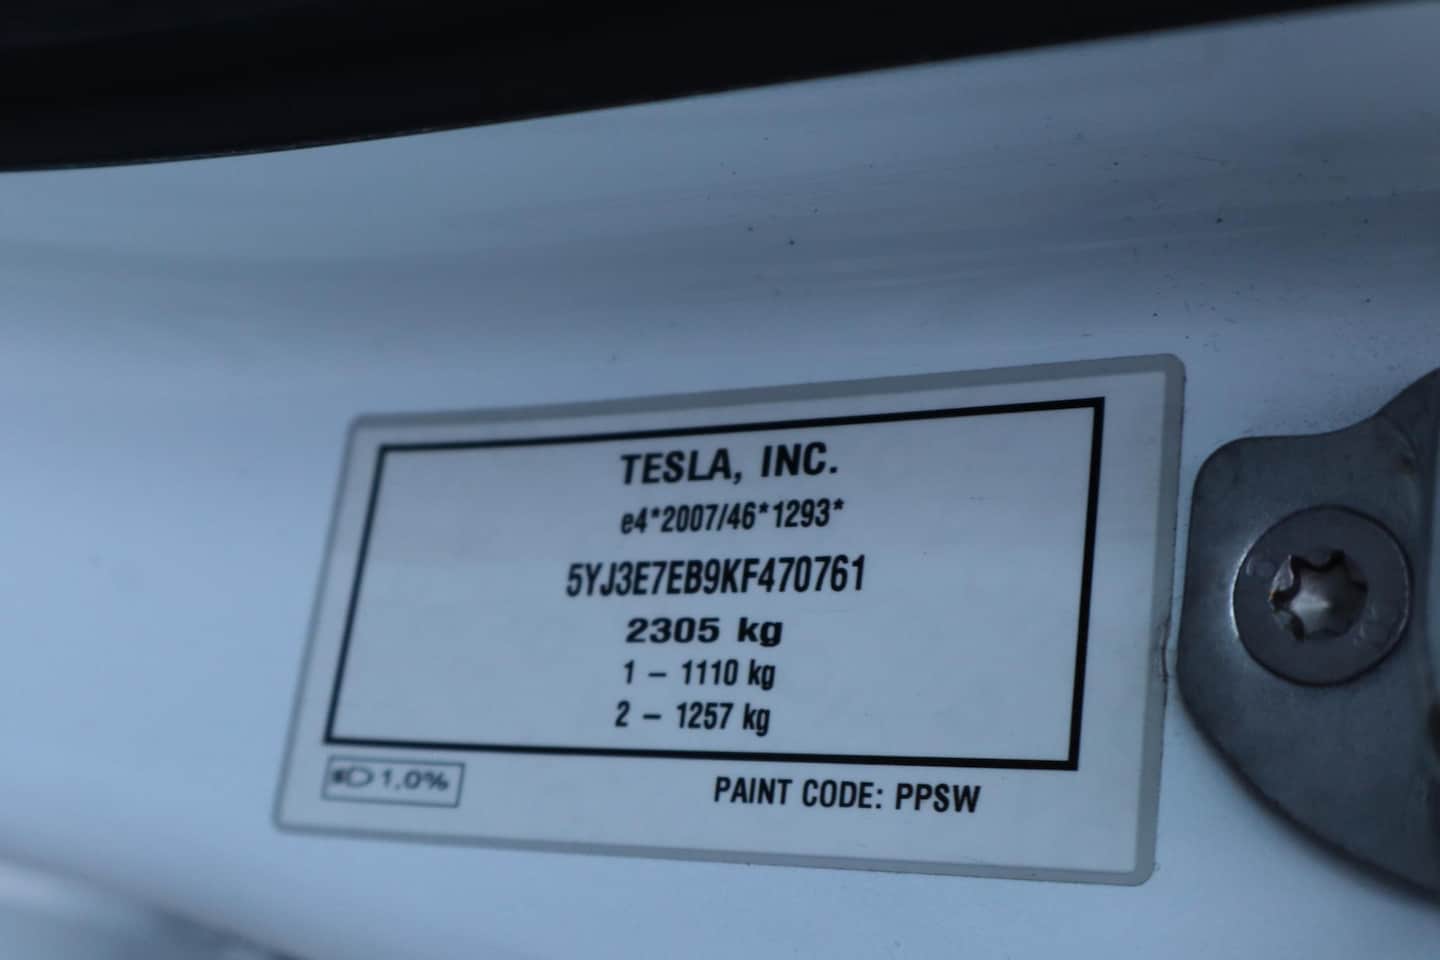 TESLA, INC.
e4*2007/46*1293*
5YJ3E7EB9KF470761
2305 kg
1 – 1110 kg
2 – 1257 kg
1.0%
PAINT CODE: PPSW